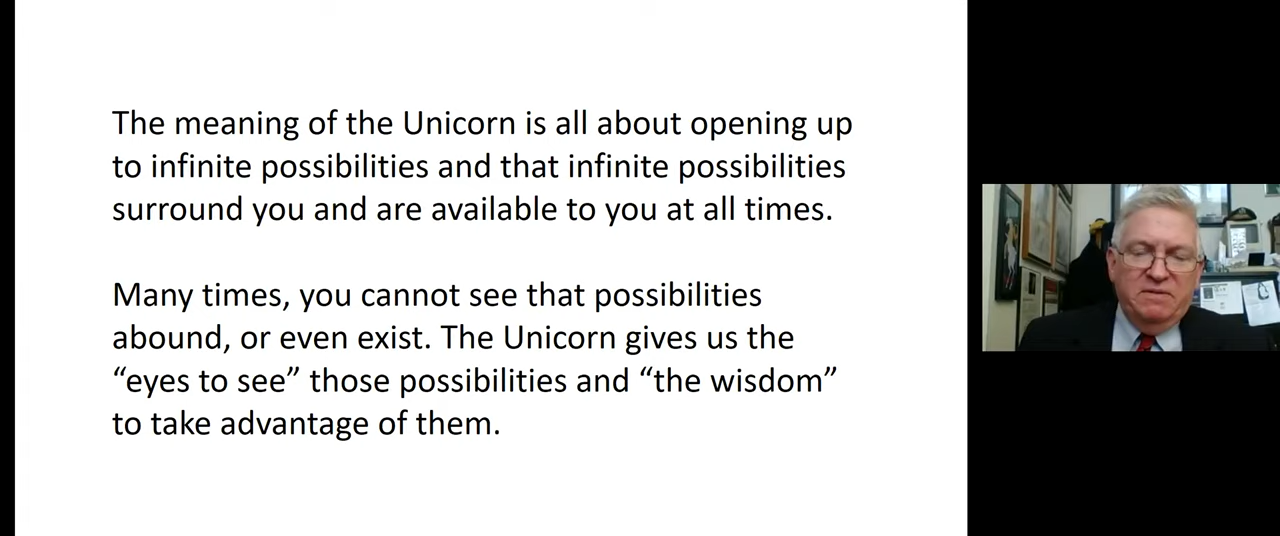 The meaning of the Unicorn is all about opening up
to infinite possibilities and that infinite possibilities
surround you and are available to you at all times.
Many times, you cannot see that possibilities
abound, or even exist. The Unicorn gives us the
“eyes to see” those possibilities and “the wisdom”
to take advantage of them.